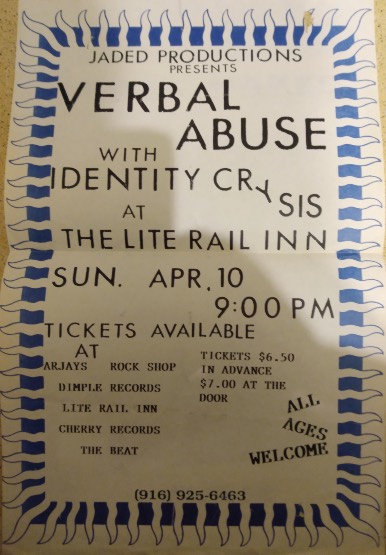 JADED PRODUCTIONS
PRESENTS
VERBAL
ABUSE
WITH
IDENTITY CRYSIS
AT
THE LITE RAIL INN
SUN. APR. 10
9:00 PM
TICKETS AVAILABLE
AT
ARJAYS ROCK SHOP
DIMPLE RECORDS
LITE RAIL INN
CHERRY RECORDS
THE BEAT
TICKETS $6.50
IN ADVANCE
$7.00 AT THE
DOOR
ALL
AGES
WELCOME
(916) 925-6463